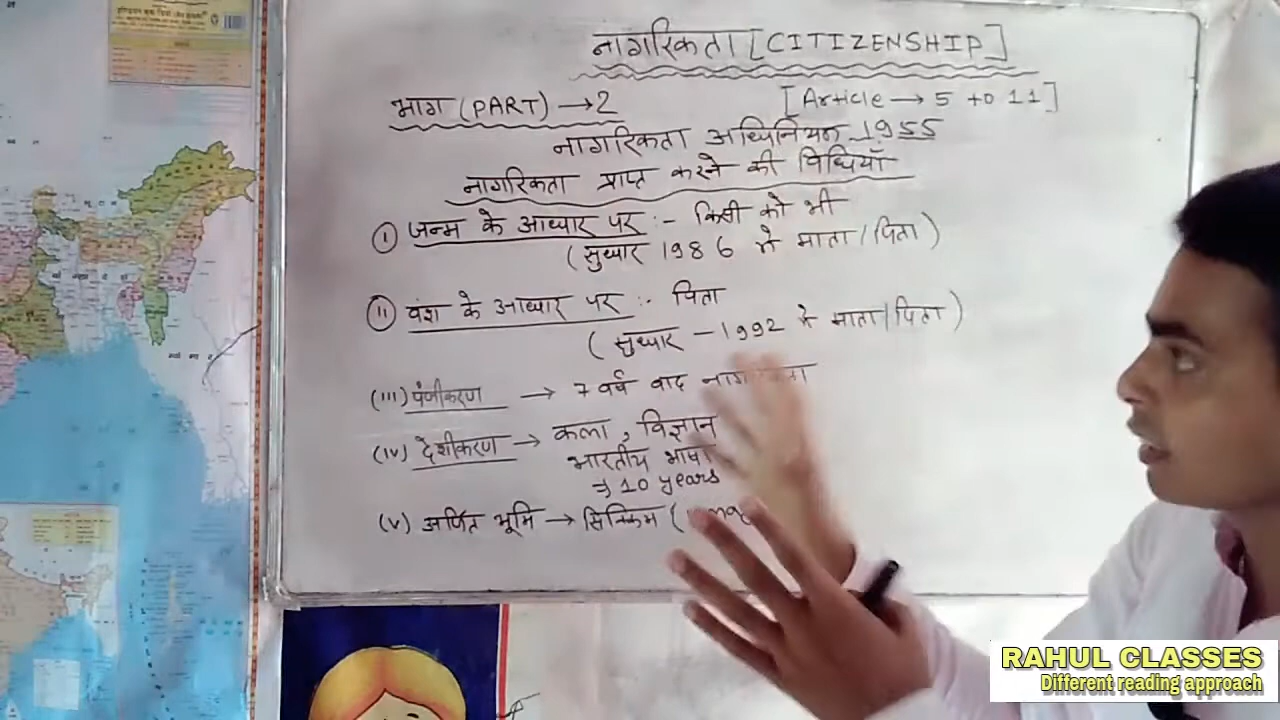 नागरिकता [CITIZENSHIP]
भाग (PART) → 2
[Article → 5 to 11]
नागरिकता अधिनियम 1955
नागरिकता प्राप्त करने की विधियाँ
(I) जन्म के आधार पर :- किसी को भी
(सुधार 1986 मे माता/पिता)
(II) वंश के आधार पर :- पिता
(सुधार - 1992 मे माता/पिता)
(III) पंजीकरण → 7 वर्ष बाद
(IV) देशीकरण → कला, विज्ञान
भारतीय भाषा
→ 10 years
(V) अर्जित भूमि → सिक्किम (
RAHUL CLASSES
Different reading approach